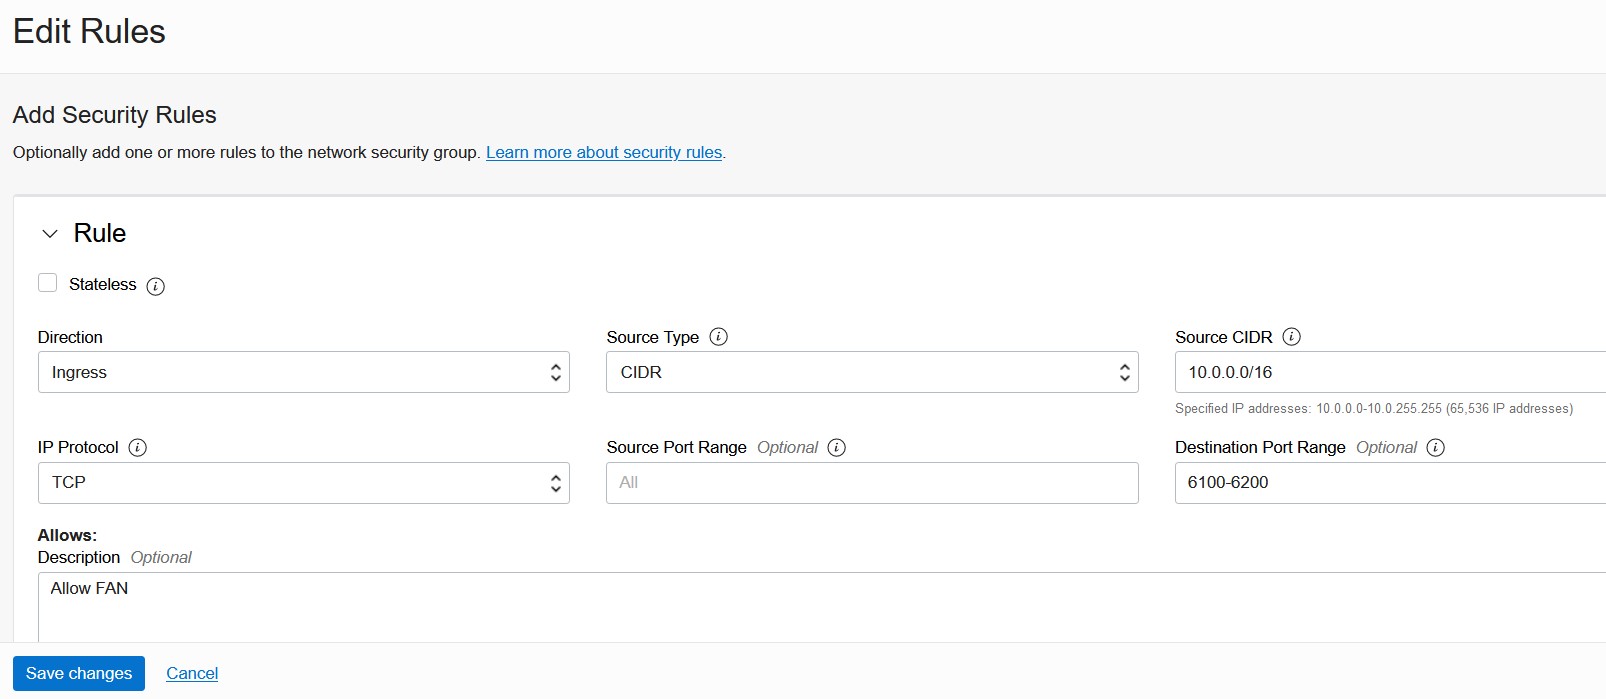 Edit Rules
Add Security Rules
Optionally add one or more rules to the network security group. Learn more about security rules.
Rule
Stateless
Direction
Source Type
Source CIDR
Ingress
CIDR
10.0.0.0/16
Specified IP addresses: 10.0.0.0-10.0.255.255 (65,536 IP addresses)
IP Protocol
Source Port Range Optional
Destination Port Range Optional
TCP
All
6100-6200
Allows:
Description Optional
Allow FAN
Save changes
Cancel